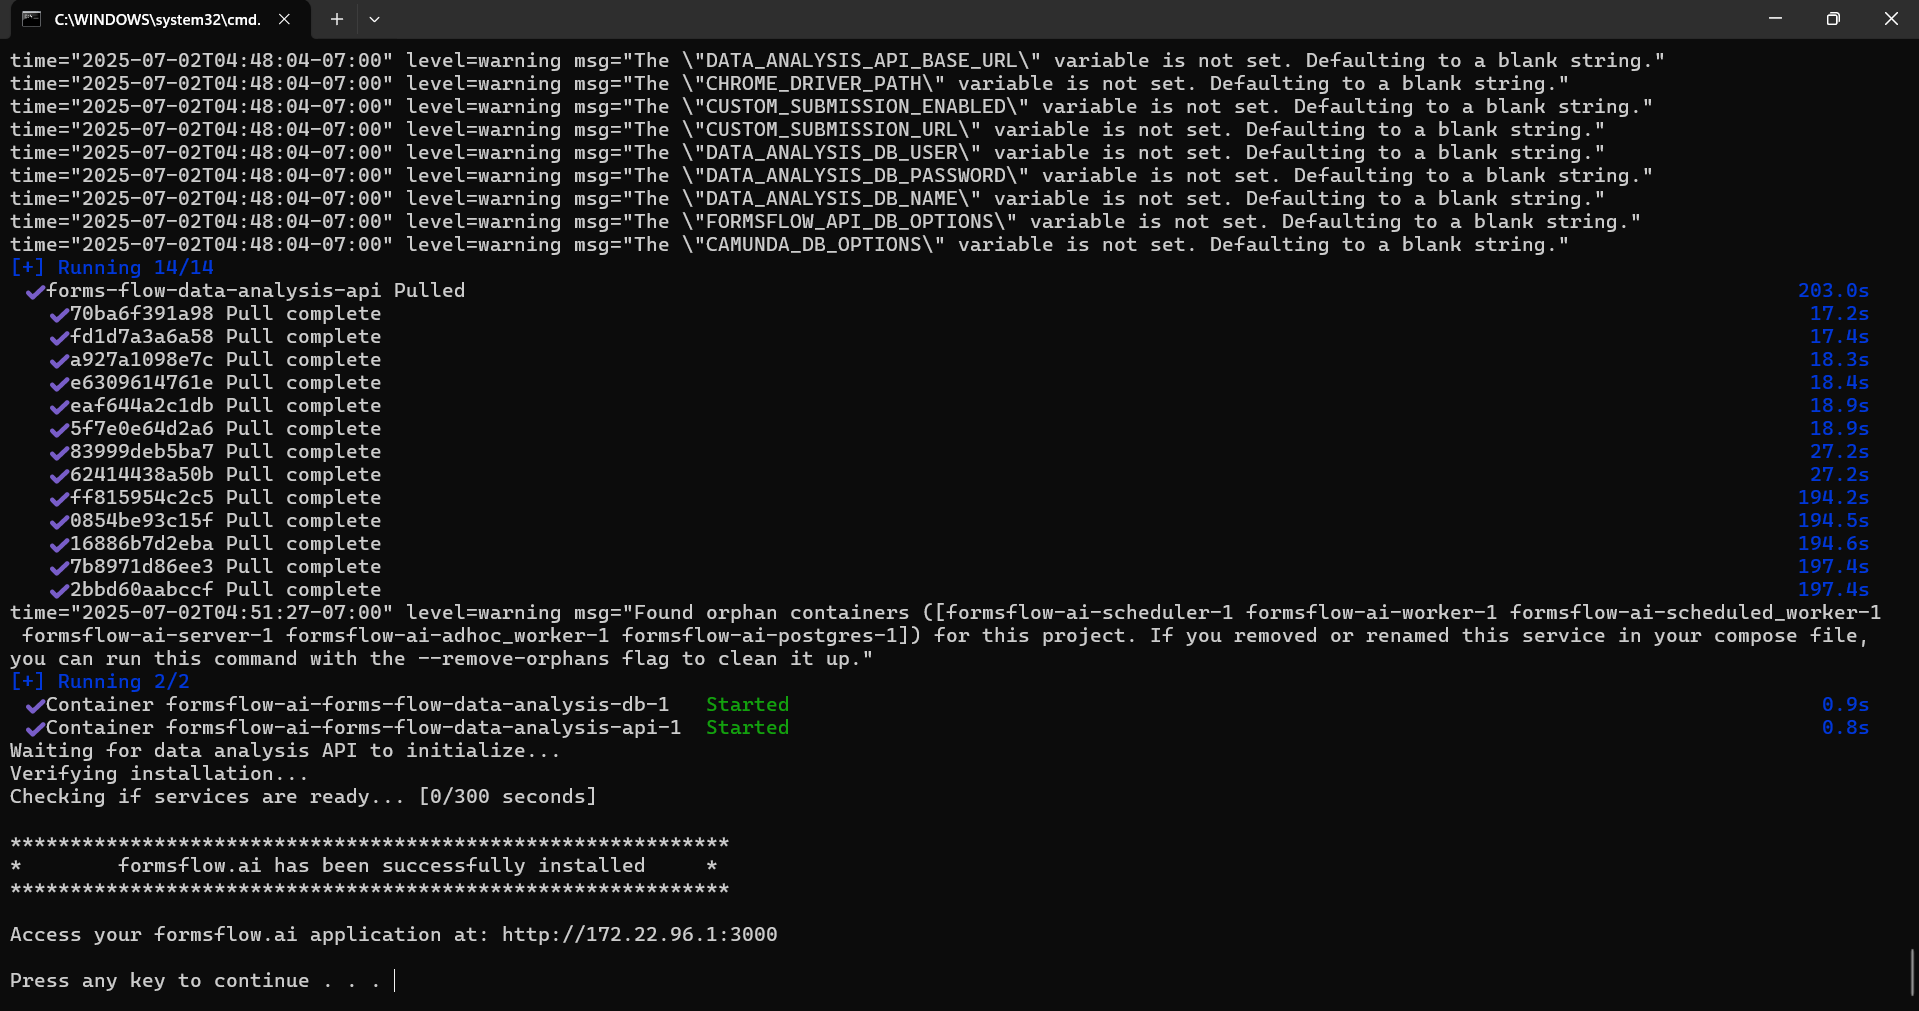 C:\WINDOWS\system32\cmd.
time="2025-07-02T04:48:04-07:00" level=warning msg="The \"DATA_ANALYSIS_API_BASE_URL\" variable is not set. Defaulting to a blank string."
time="2025-07-02T04:48:04-07:00" level=warning msg="The \"CHROME_DRIVER_PATH\" variable is not set. Defaulting to a blank string."
time="2025-07-02T04:48:04-07:00" level=warning msg="The \"CUSTOM_SUBMISSION_ENABLED\" variable is not set. Defaulting to a blank string."
time="2025-07-02T04:48:04-07:00" level=warning msg="The \"CUSTOM_SUBMISSION_URL\" variable is not set. Defaulting to a blank string."
time="2025-07-02T04:48:04-07:00" level=warning msg="The \"DATA_ANALYSIS_DB_USER\" variable is not set. Defaulting to a blank string."
time="2025-07-02T04:48:04-07:00" level=warning msg="The \"DATA_ANALYSIS_DB_PASSWORD\" variable is not set. Defaulting to a blank string."
time="2025-07-02T04:48:04-07:00" level=warning msg="The \"DATA_ANALYSIS_DB_NAME\" variable is not set. Defaulting to a blank string."
time="2025-07-02T04:48:04-07:00" level=warning msg="The \"FORMSFLOW_API_DB_OPTIONS\" variable is not set. Defaulting to a blank string."
time="2025-07-02T04:48:04-07:00" level=warning msg="The \"CAMUNDA_DB_OPTIONS\" variable is not set. Defaulting to a blank string."
[+] Running 14/14
✔forms-flow-data-analysis-api Pulled 203.0s
✔70ba6f391a98 Pull complete 17.2s
✔fd1d7a3a6a58 Pull complete 17.4s
✔a927a1098e7c Pull complete 18.3s
✔e6309614761e Pull complete 18.4s
✔eaf644a2c1db Pull complete 18.9s
✔5f7e0e64d2a6 Pull complete 18.9s
✔83999deb5ba7 Pull complete 27.2s
✔62414438a50b Pull complete 27.2s
✔ff815954c2c5 Pull complete 194.2s
✔0854be93c15f Pull complete 194.5s
✔16886b7d2eba Pull complete 194.6s
✔7b8971d86ee3 Pull complete 197.4s
✔2bbd60aabccf Pull complete 197.4s
time="2025-07-02T04:51:27-07:00" level=warning msg="Found orphan containers ([formsflow-ai-scheduler-1 formsflow-ai-worker-1 formsflow-ai-scheduled_worker-1
formsflow-ai-server-1 formsflow-ai-adhoc_worker-1 formsflow-ai-postgres-1]) for this project. If you removed or renamed this service in your compose file,
you can run this command with the --remove-orphans flag to clean it up."
[+] Running 2/2
✔Container formsflow-ai-forms-flow-data-analysis-db-1 Started 0.9s
✔Container formsflow-ai-forms-flow-data-analysis-api-1 Started 0.8s
Waiting for data analysis API to initialize...
Verifying installation...
Checking if services are ready... [0/300 seconds]
************************************************************
* formsflow.ai has been successfully installed *
************************************************************
Access your formsflow.ai application at: http://172.22.96.1:3000
Press any key to continue . . .